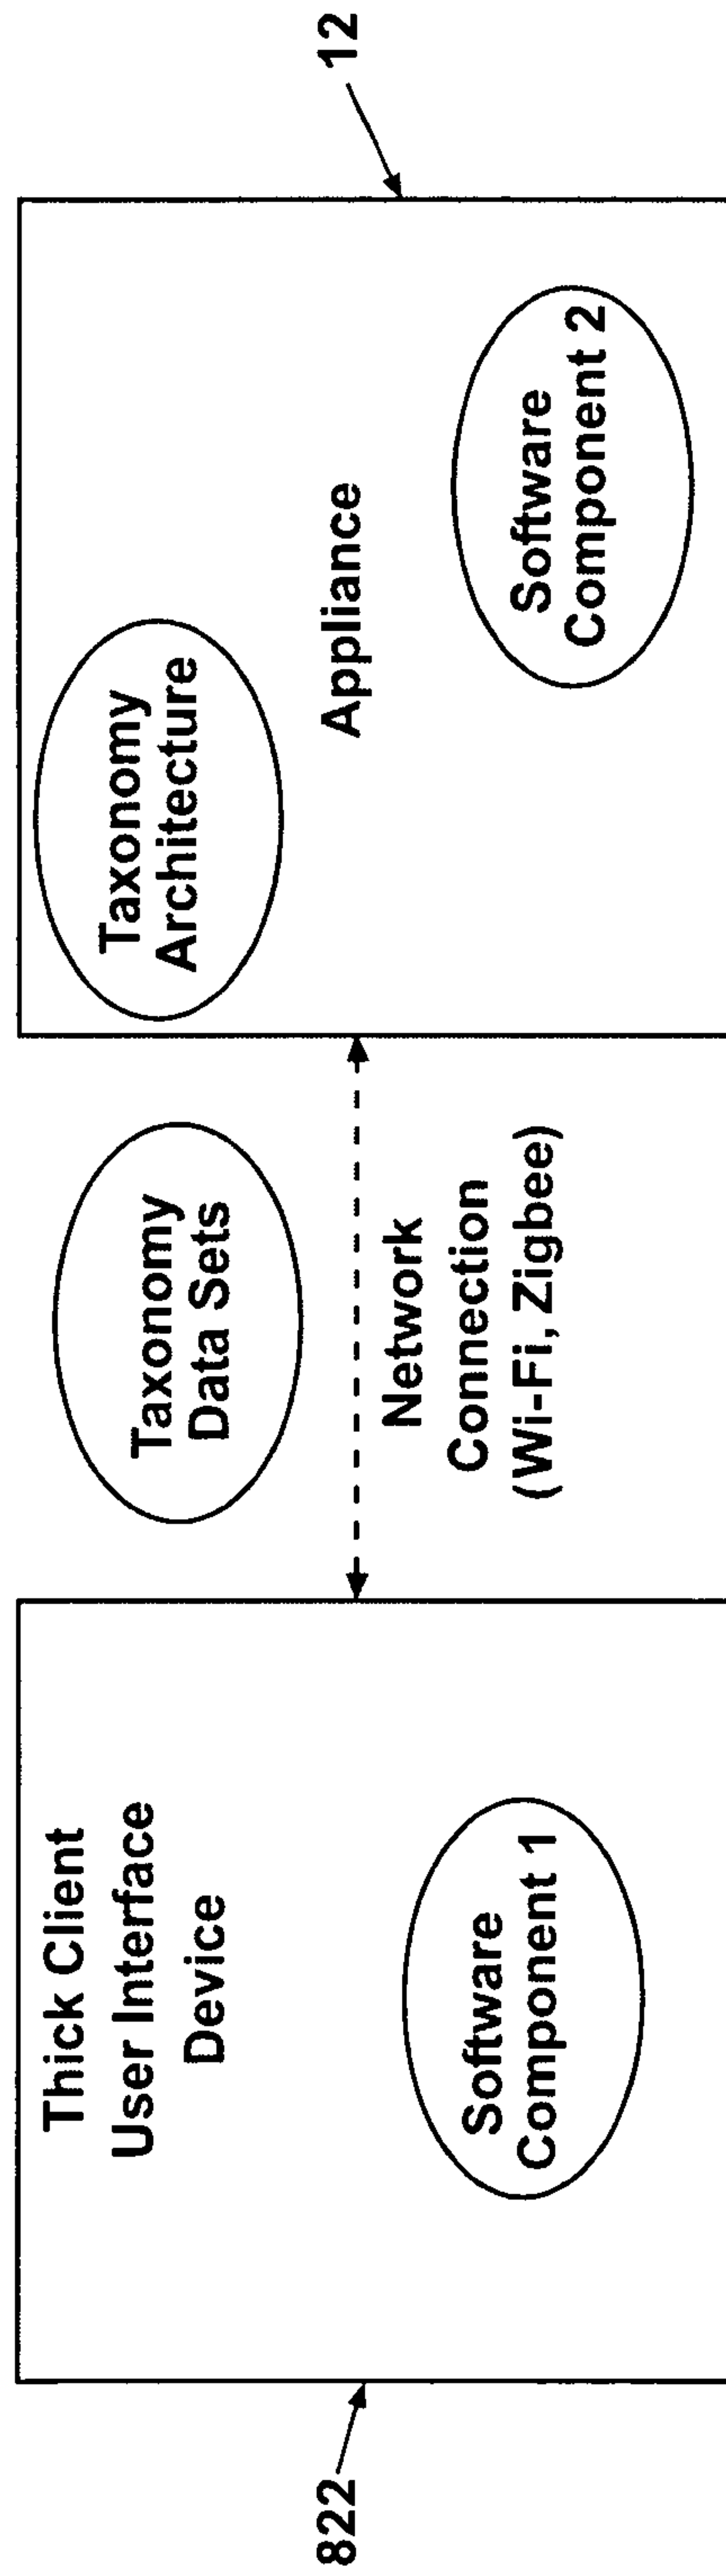 822
Thick Client
User Interface
Device
Software
Component 1
Taxonomy
Data Sets
Network
Connection
(Wi-Fi, Zigbee)
Taxonomy
Architecture
Appliance
Software
Component 2
12